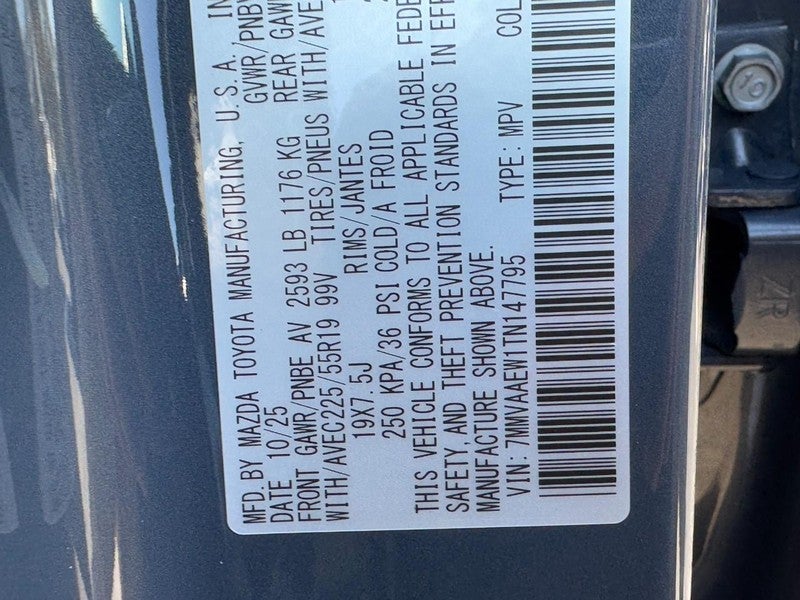 MFD. BY MAZDA TOYOTA MANUFACTURING, U.S.A. IN
DATE 10/25 GVWR/PNBV
FRONT GAWR/PNBE AV 2593 LB 1176 KG REAR GAW
WITH/AVEC225/55R19 99V TIRES/PNEUS WITH/AVE
19X7.5J RIMS/JANTES
250 KPA/36 PSI COLD/A FROID
THIS VEHICLE CONFORMS TO ALL APPLICABLE FEDE
SAFETY,AND THEFT PREVENTION STANDARDS IN EFF
MANUFACTURE SHOWN ABOVE.
VIN: 7MMVAAEW1TN147795 TYPE: MPV COL
10
ZR